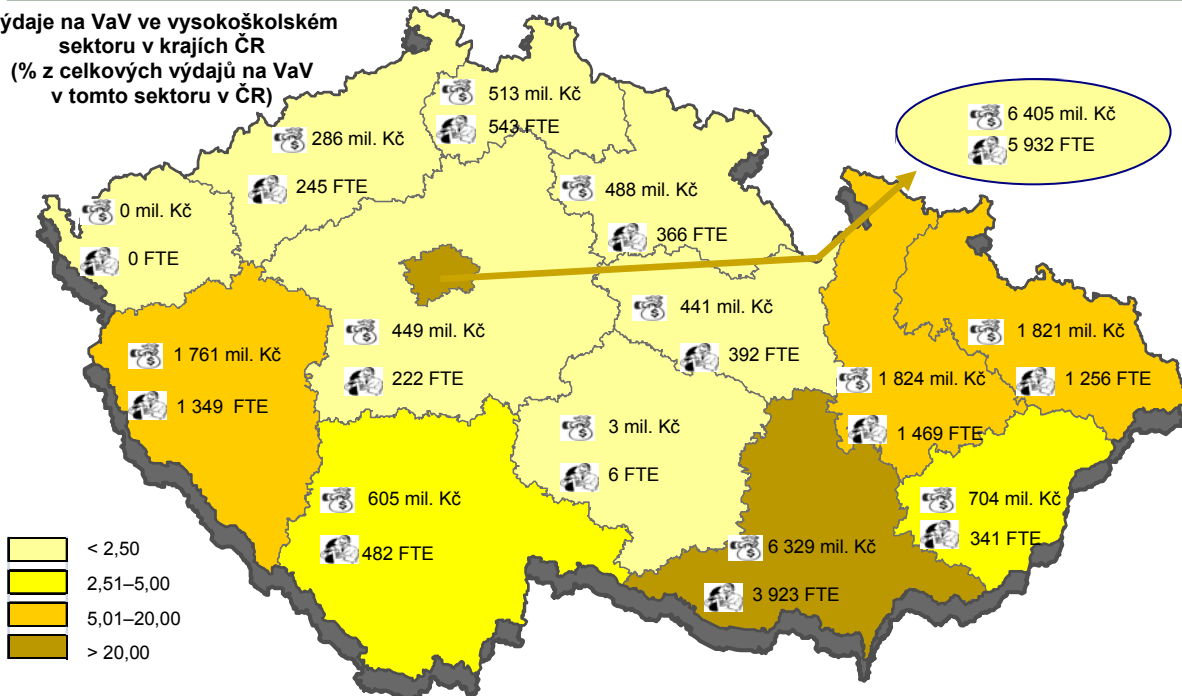 ýdaje na VaV ve vysokoškolském
sektoru v krajích ČR
(% z celkových výdajů na VaV
v tomto sektoru v ČR)
513 mil. Kč
543 FTE
6 405 mil. Kč
5 932 FTE
286 mil. Kč
245 FTE
488 mil. Kč
366 FTE
0 mil. Kč
0 FTE
441 mil. Kč
392 FTE
449 mil. Kč
222 FTE
1 821 mil. Kč
1 256 FTE
1 761 mil. Kč
1 349 FTE
1 824 mil. Kč
1 469 FTE
3 mil. Kč
6 FTE
605 mil. Kč
482 FTE
704 mil. Kč
341 FTE
6 329 mil. Kč
3 923 FTE
< 2,50
2,51–5,00
5,01–20,00
> 20,00